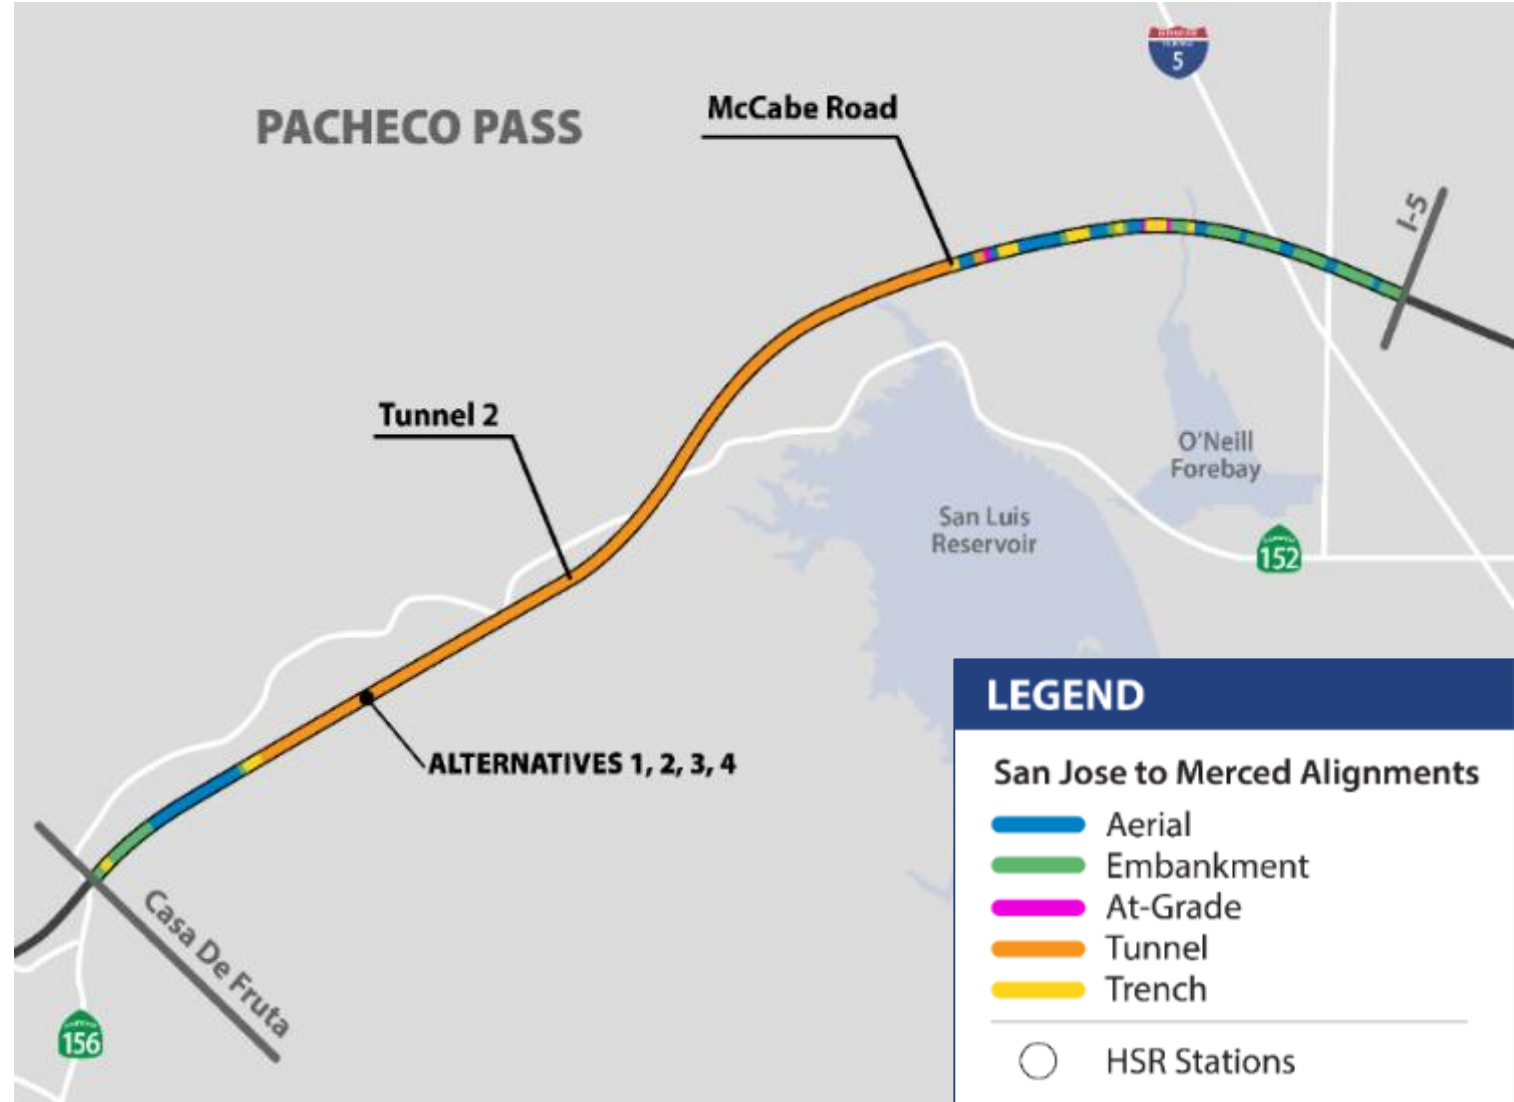 5
McCabe Road
PACHECO PASS
I-5
Tunnel 2
O'Neill
Forebay
San Luis
Reservoir
152
ALTERNATIVES 1, 2, 3, 4
Casa De Fruta
156
LEGEND
San Jose to Merced Alignments
Aerial
Embankment
At-Grade
Tunnel
Trench
HSR Stations